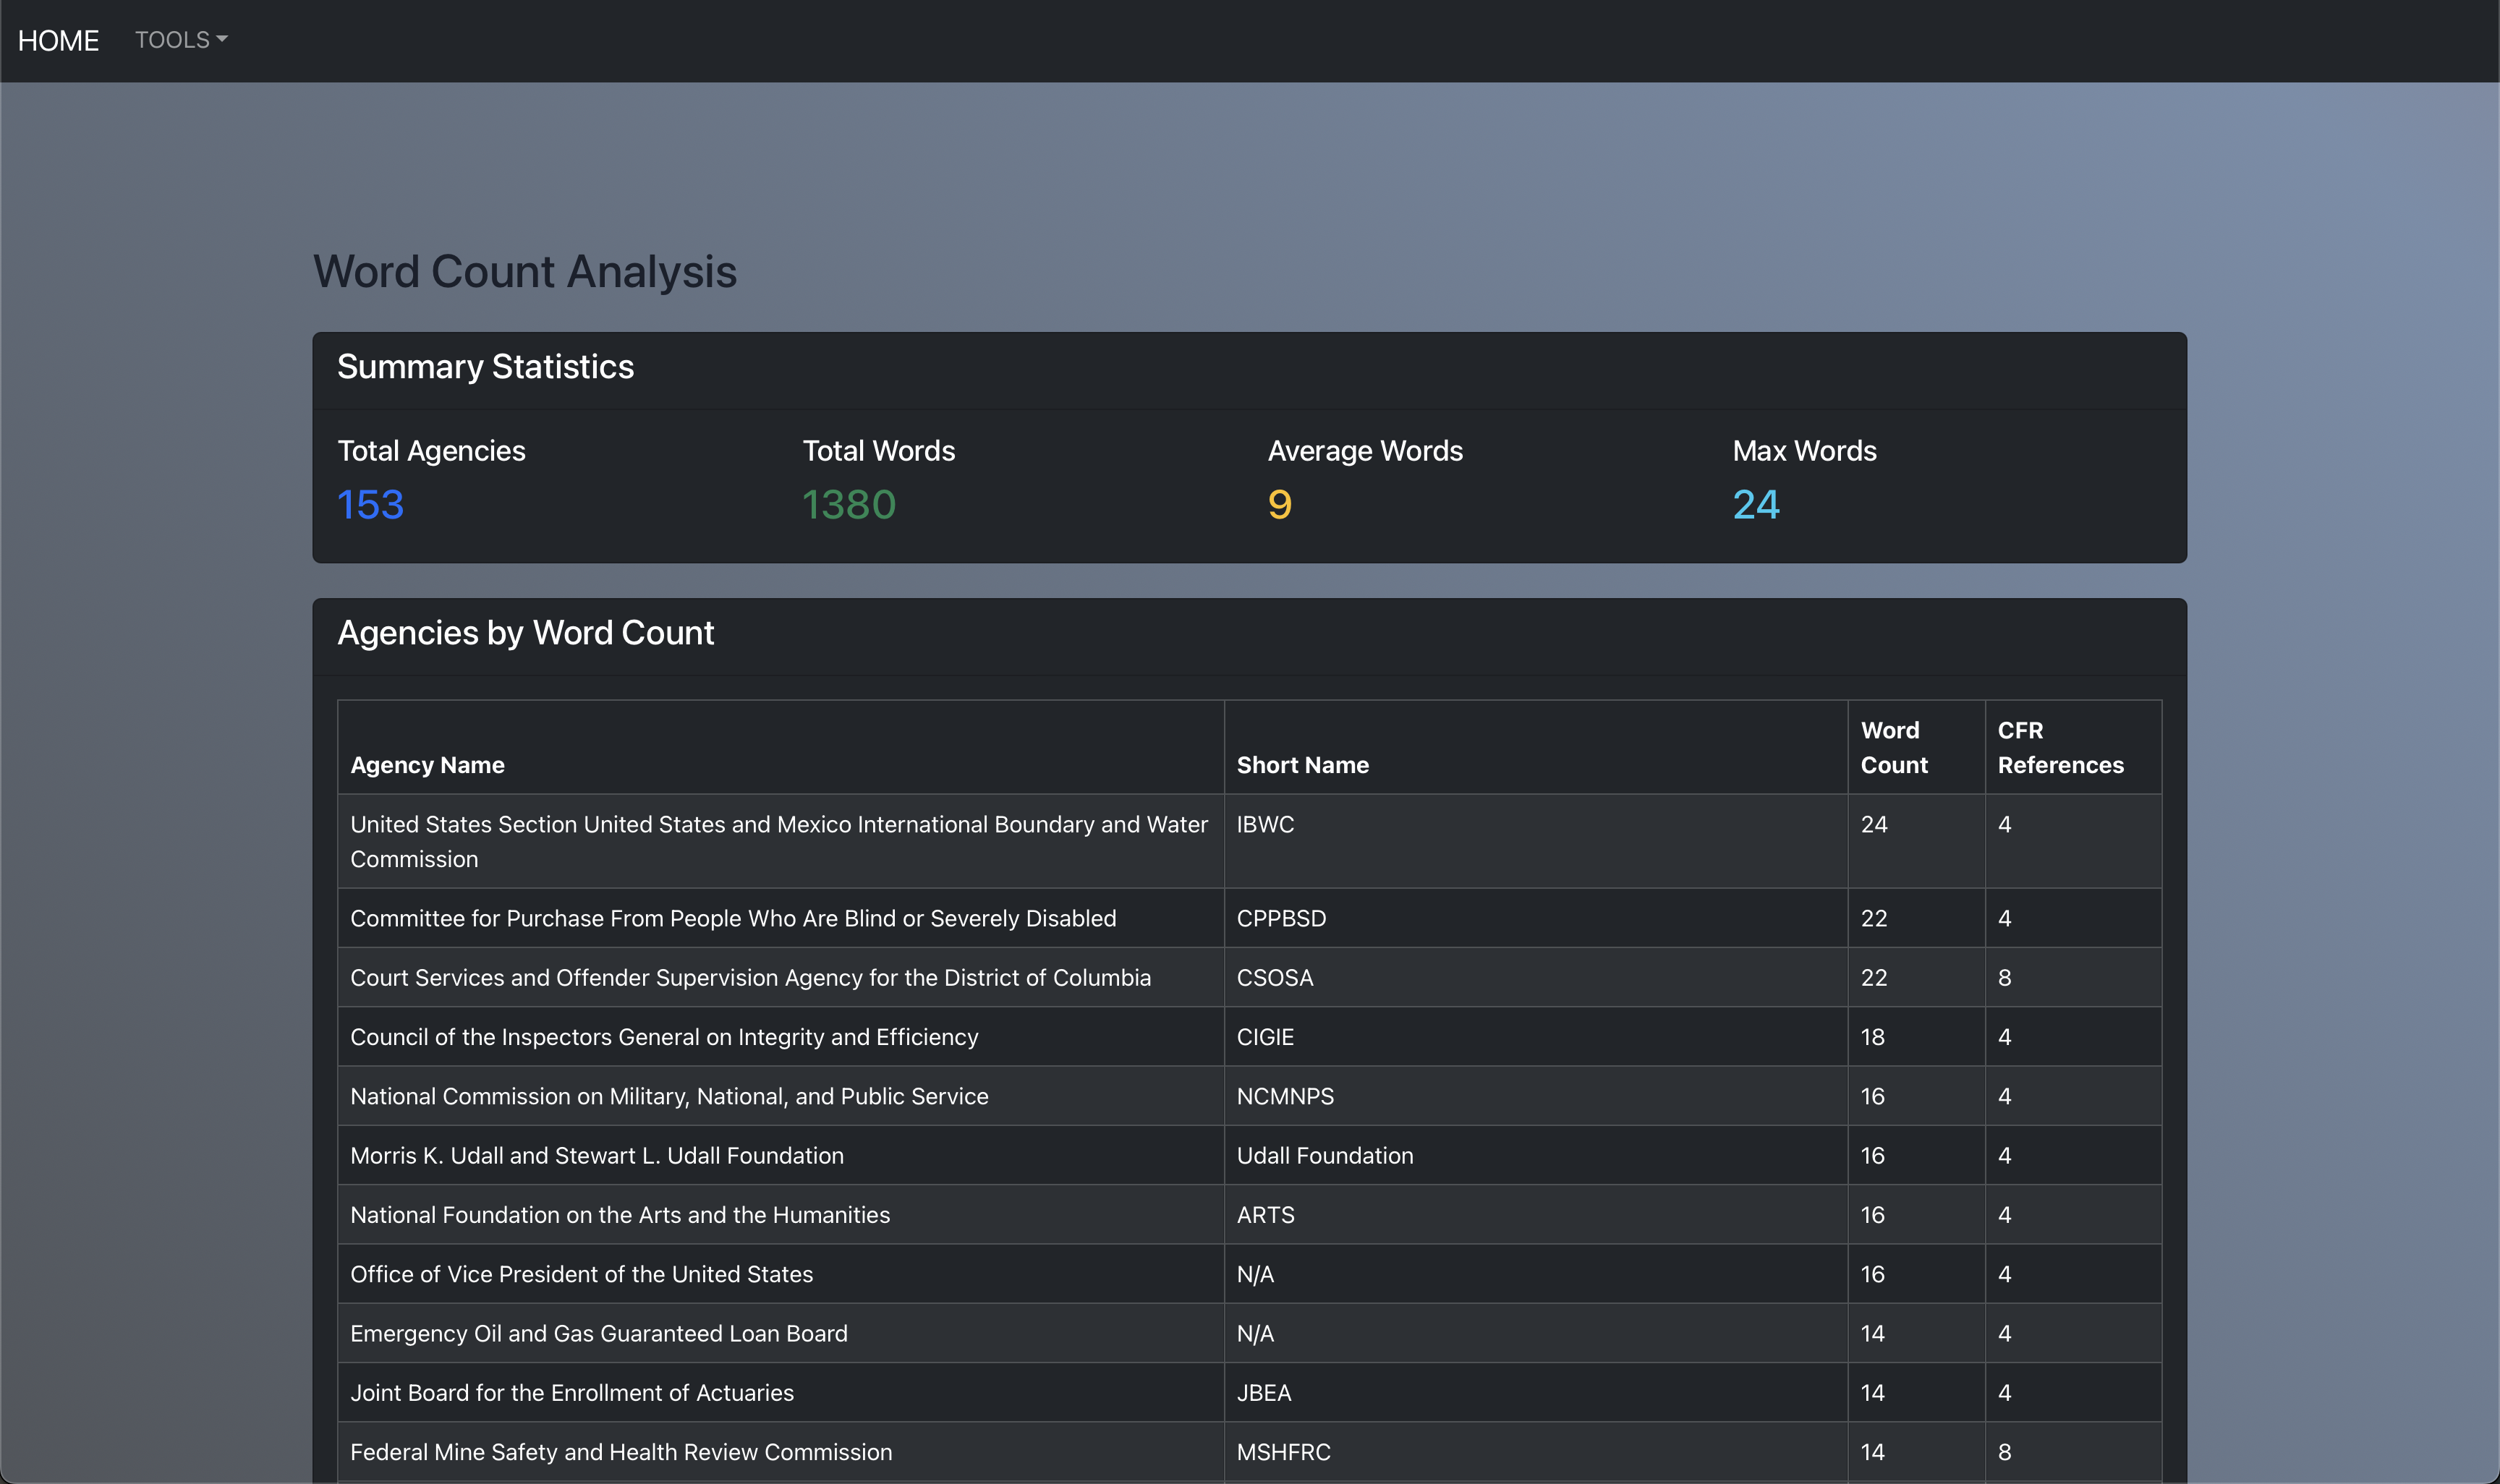 HOME TOOLS
Word Count Analysis
Summary Statistics
Total Agencies Total Words Average Words Max Words
153 1380 9 24
Agencies by Word Count
Agency Name Short Name Word Count CFR References
United States Section United States and Mexico International Boundary and Water Commission IBWC 24 4
Committee for Purchase From People Who Are Blind or Severely Disabled CPPBSD 22 4
Court Services and Offender Supervision Agency for the District of Columbia CSOSA 22 8
Council of the Inspectors General on Integrity and Efficiency CIGIE 18 4
National Commission on Military, National, and Public Service NCMNPS 16 4
Morris K. Udall and Stewart L. Udall Foundation Udall Foundation 16 4
National Foundation on the Arts and the Humanities ARTS 16 4
Office of Vice President of the United States N/A 16 4
Emergency Oil and Gas Guaranteed Loan Board N/A 14 4
Joint Board for the Enrollment of Actuaries JBEA 14 4
Federal Mine Safety and Health Review Commission MSHFRC 14 8